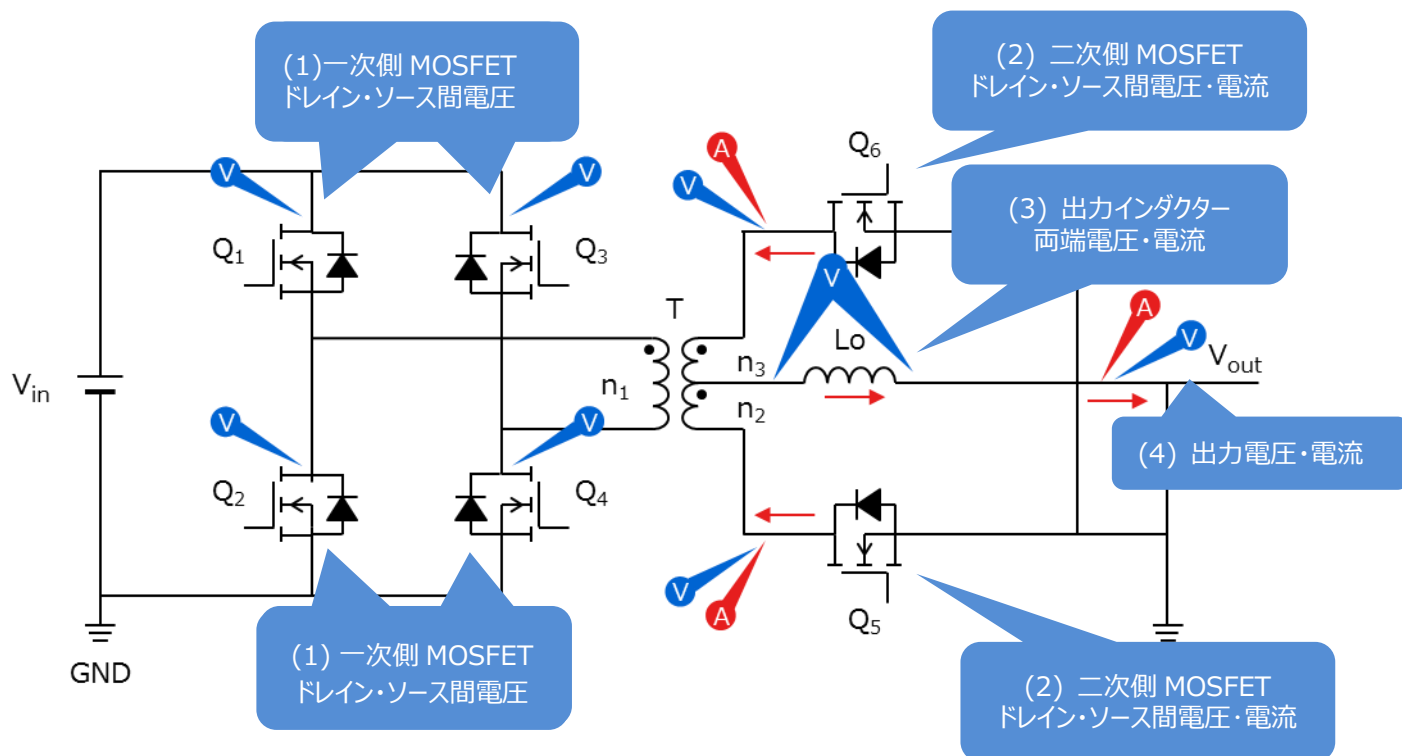 (1)一次側 MOSFET
ドレイン・ソース間電圧
(2) 二次側 MOSFET
ドレイン・ソース間電圧・電流
A
Q6
V
V
V
Q1
Q3
(3) 出力インダクター
両端電圧・電流
V
T
A
Lo
V
Vout
Vin
n3
n1
n2
V
V
(4) 出力電圧・電流
Q2
Q4
V
A
Q5
GND
(1) 一次側 MOSFET
ドレイン・ソース間電圧
(2) 二次側 MOSFET
ドレイン・ソース間電圧・電流